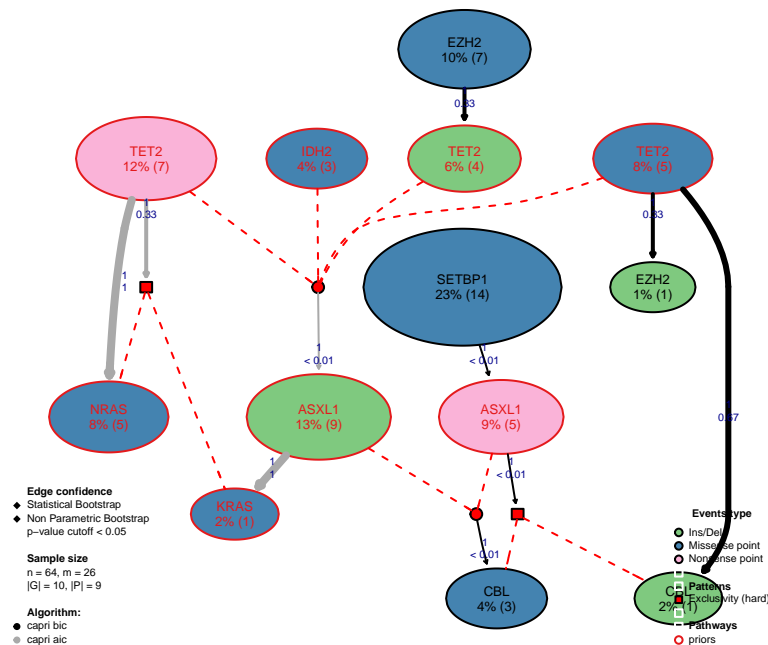 EZH2
10% (7)
0.33
TET2
12% (7)
IDH2
4% (3)
TET2
6% (4)
TET2
8% (5)
1
0.33
0.33
SETBP1
23% (14)
EZH2
1% (1)
1
1
1
< 0.01
1
< 0.01
NRAS
8% (5)
ASXL1
13% (9)
ASXL1
9% (5)
0.67
1
1
1
< 0.01
KRAS
2% (1)
1
< 0.01
CBL
4% (3)
CBL
2% (1)
Edge confidence
Statistical Bootstrap
Non Parametric Bootstrap
p−value cutoff < 0.05
Sample size
n = 64, m = 26
|G| = 10, |P| = 9
Algorithm:
capri bic
capri aic
Events type
Ins/Del
Missense point
Nonsense point
Patterns
Exclusivity (hard)
Pathways
priors